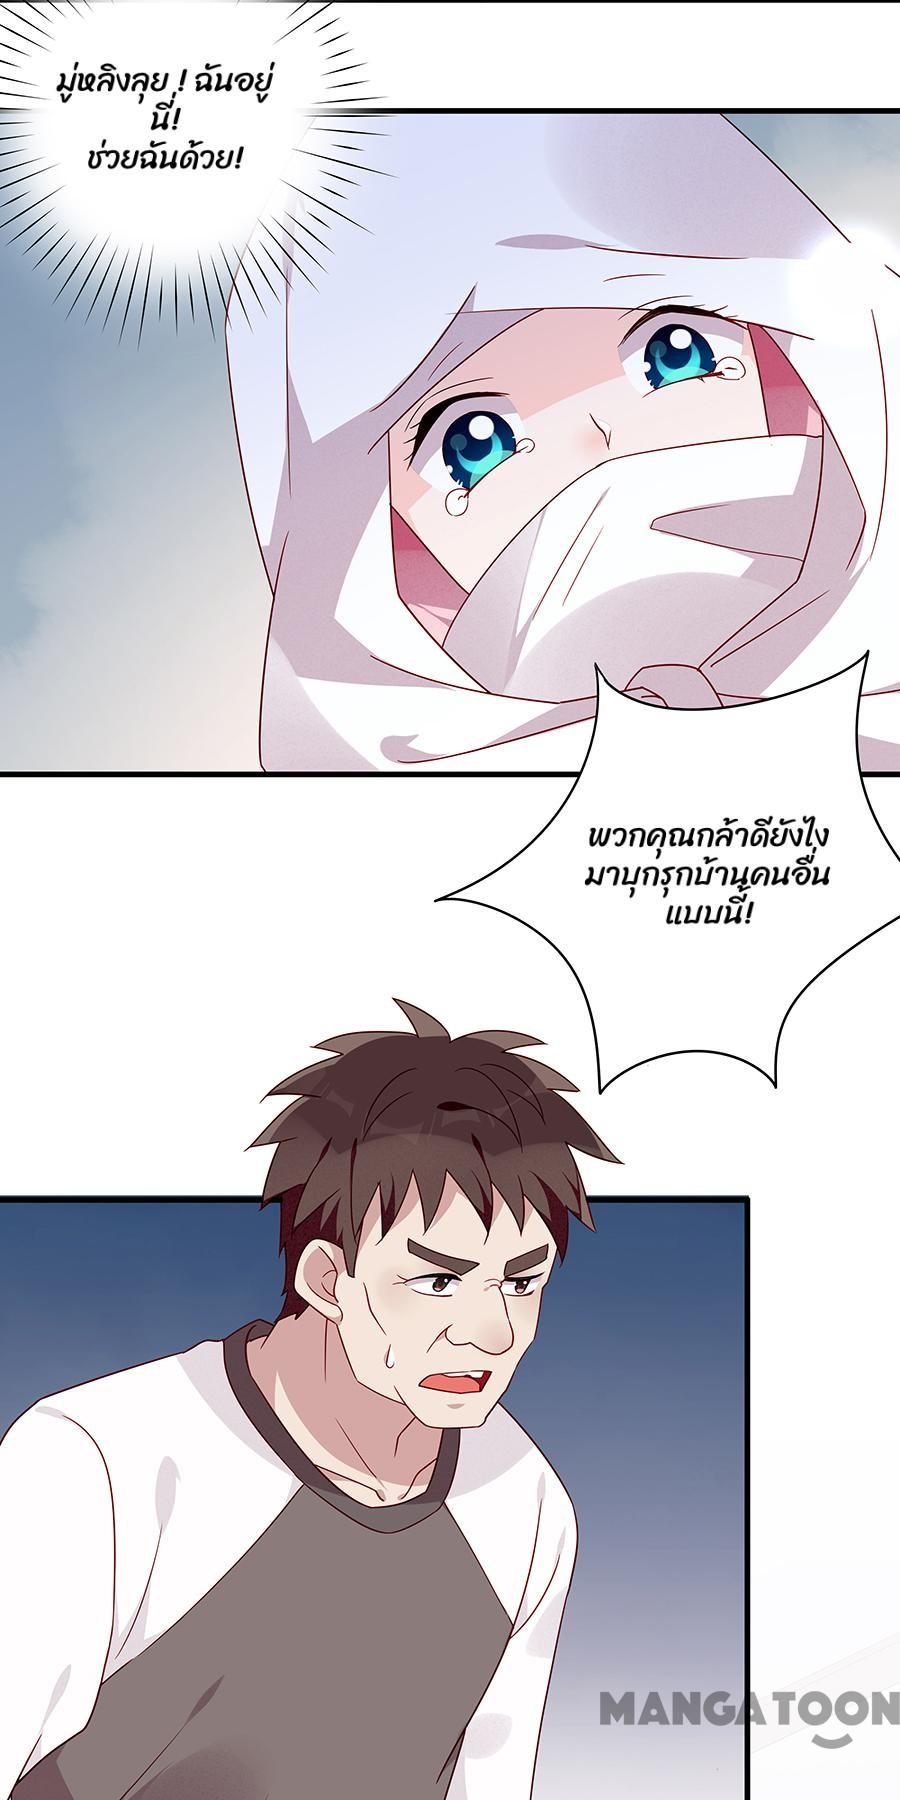 มู่หลิงลุย ! ฉันอยู่
นี่!
ช่วยฉันด้วย!
พวกคุณกล้าดียังไง
มาบุกรุกบ้านคนอื่น
แบบนี้!
MANGATOON